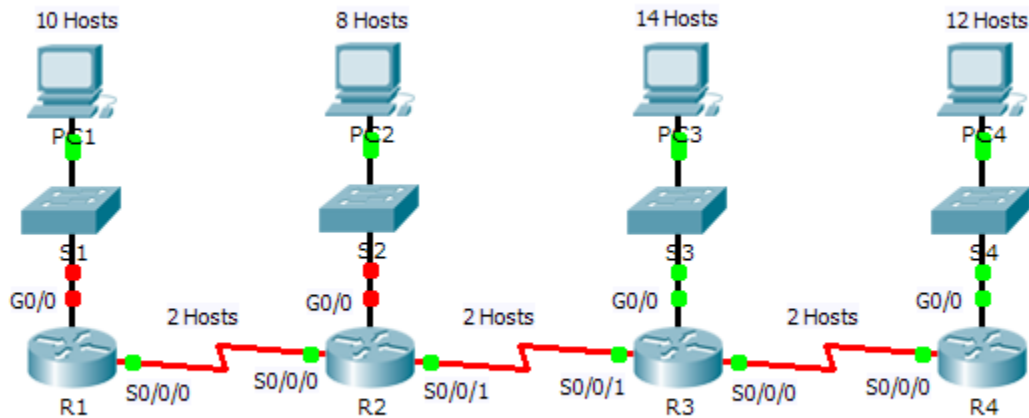 10 Hosts 8 Hosts 14 Hosts 12 Hosts
PC1 PC2 PC3 PC4
S1 S2 S3 S4
G0/0 G0/0 G0/0 G0/0
2 Hosts 2 Hosts 2 Hosts
S0/0/0 S0/0/0 S0/0/1 S0/0/1 S0/0/0 S0/0/0
R1 R2 R3 R4